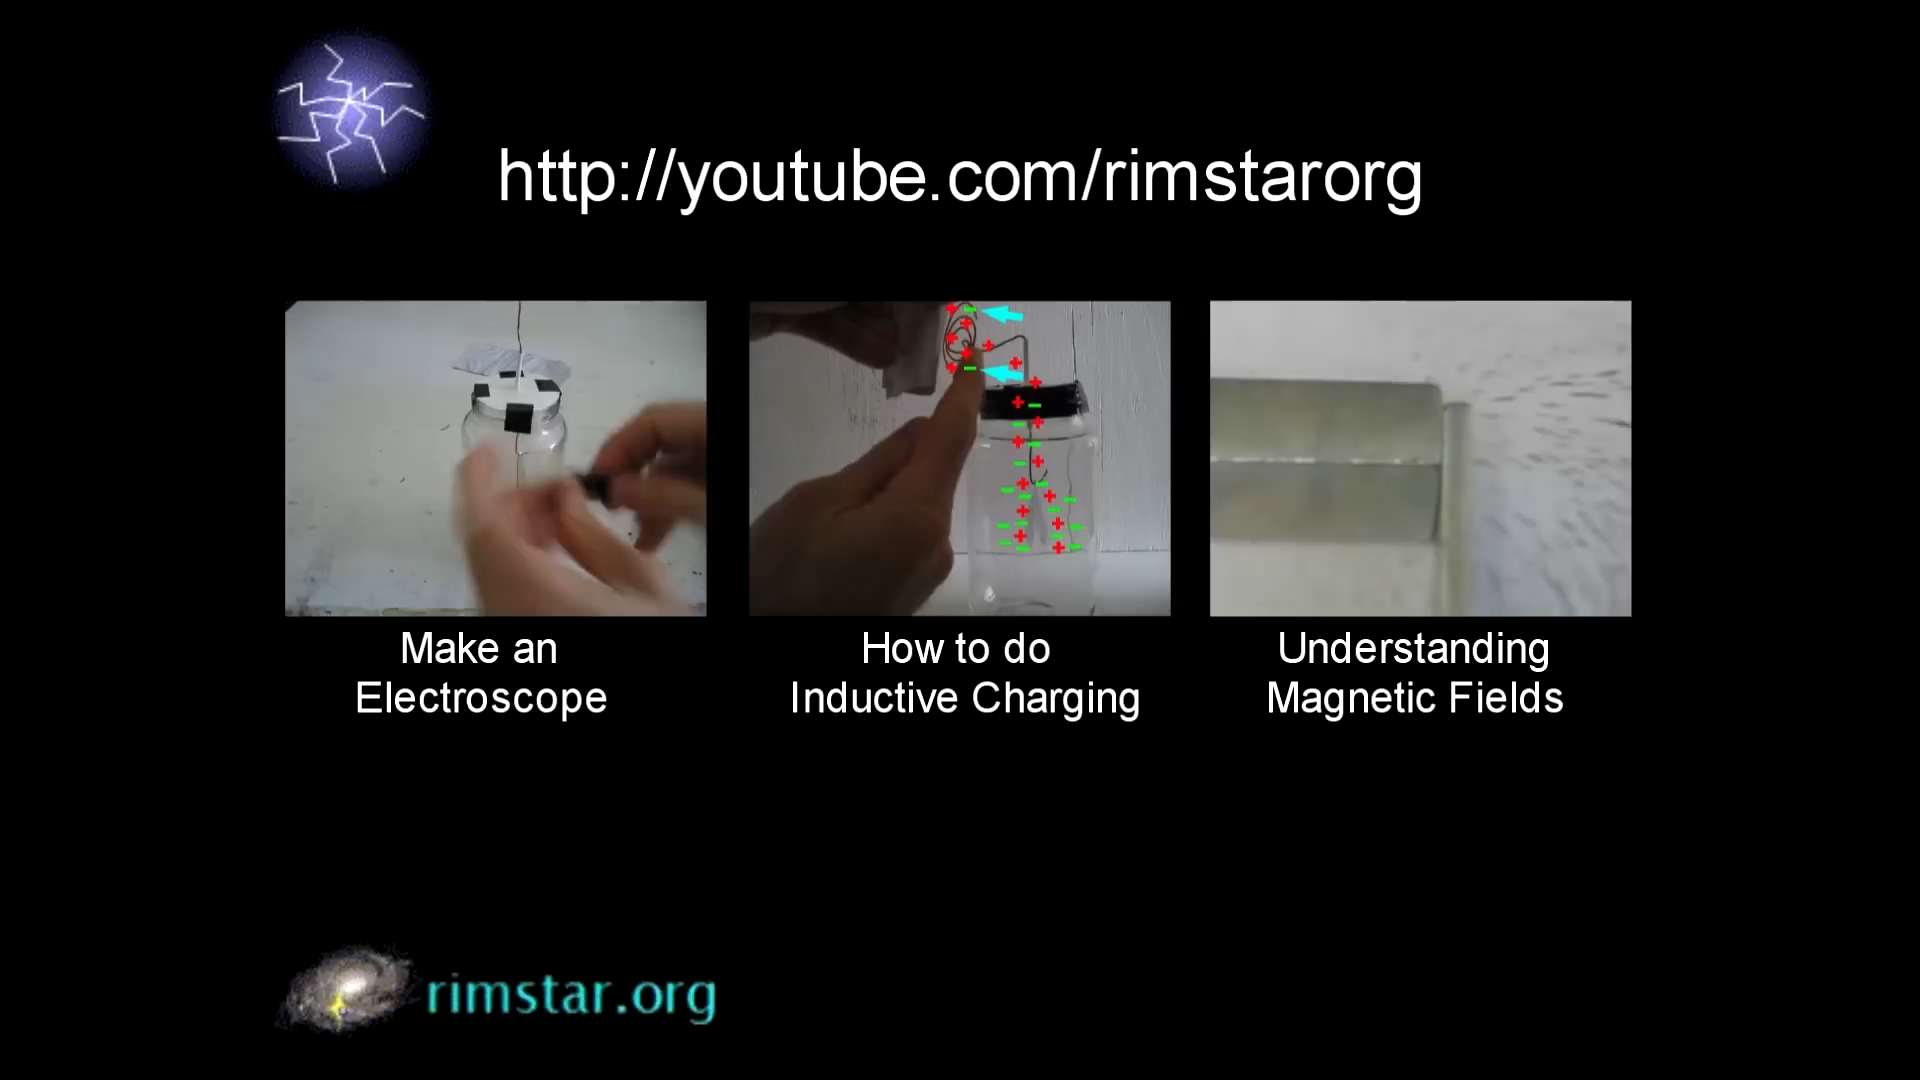 http://youtube.com/rimstarorg
Make an
Electroscope
How to do
Inductive Charging
Understanding
Magnetic Fields
rimstar.org